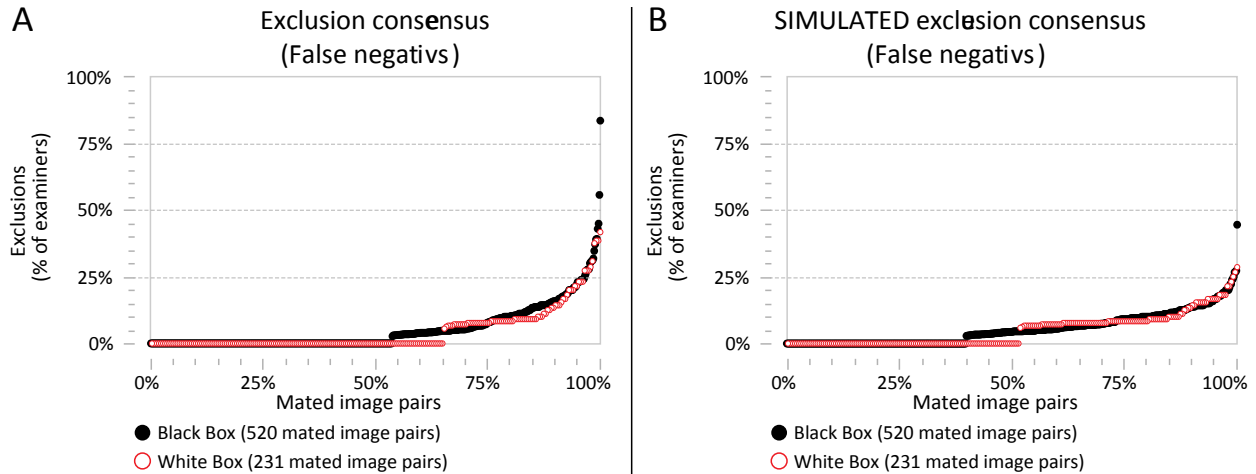 A
Exclusion consensus
(False negativs)
100%
75%
50%
25%
0%
Exclusions
(% of examiners)
0%
25%
50%
75%
100%
Mated image pairs
Black Box (520 mated image pairs)
White Box (231 mated image pairs)
B
SIMULATED exclusion consensus
(False negativs)
100%
75%
50%
25%
0%
Exclusions
(% of examiners)
0%
25%
50%
75%
100%
Mated image pairs
Black Box (520 mated image pairs)
White Box (231 mated image pairs)